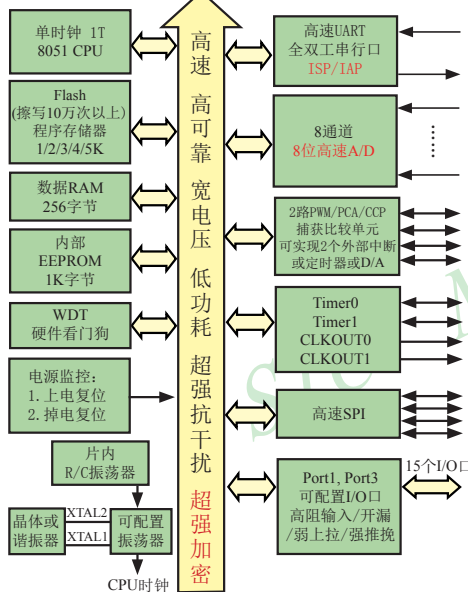 单时钟 1T
8051 CPU
Flash
(擦写10万次以上)
程序存储器
1/2/3/4/5K
数据RAM
256字节
内部
EEPROM
1K字节
WDT
硬件看门狗
电源监控：
1.上电复位
2.掉电复位
片内
R/C振荡器
晶体或
谐振器
XTAL2
XTAL1
可配置
振荡器
CPU时钟
高速 高可靠 宽电压 低功耗 超强抗干扰 超强加密
高速UART
全双工串行口
ISP/IAP
8通道
8位高速A/D
2路PWM/PCA/CCP
捕获比较单元
可实现2个外部中断
或定时器或D/A
Timer0
Timer1
CLKOUT0
CLKOUT1
高速SPI
Port1, Port3
可配置I/O口
高阻输入/开漏
/弱上拉/强推挽
15个I/O口